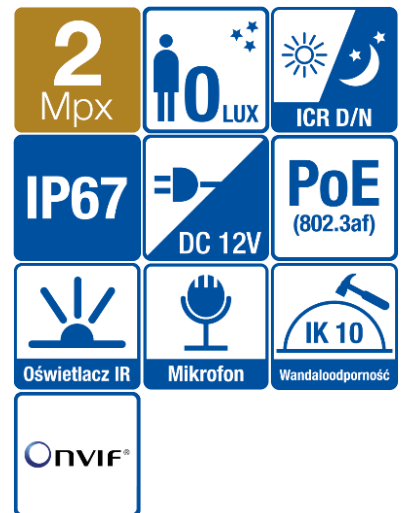 2
Mpx
0 LUX
ICR D/N
IP67
DC 12V
PoE
(802.3af)
Oświetlacz IR
Mikrofon
IK 10
Wandaloodporność
ONVIF®